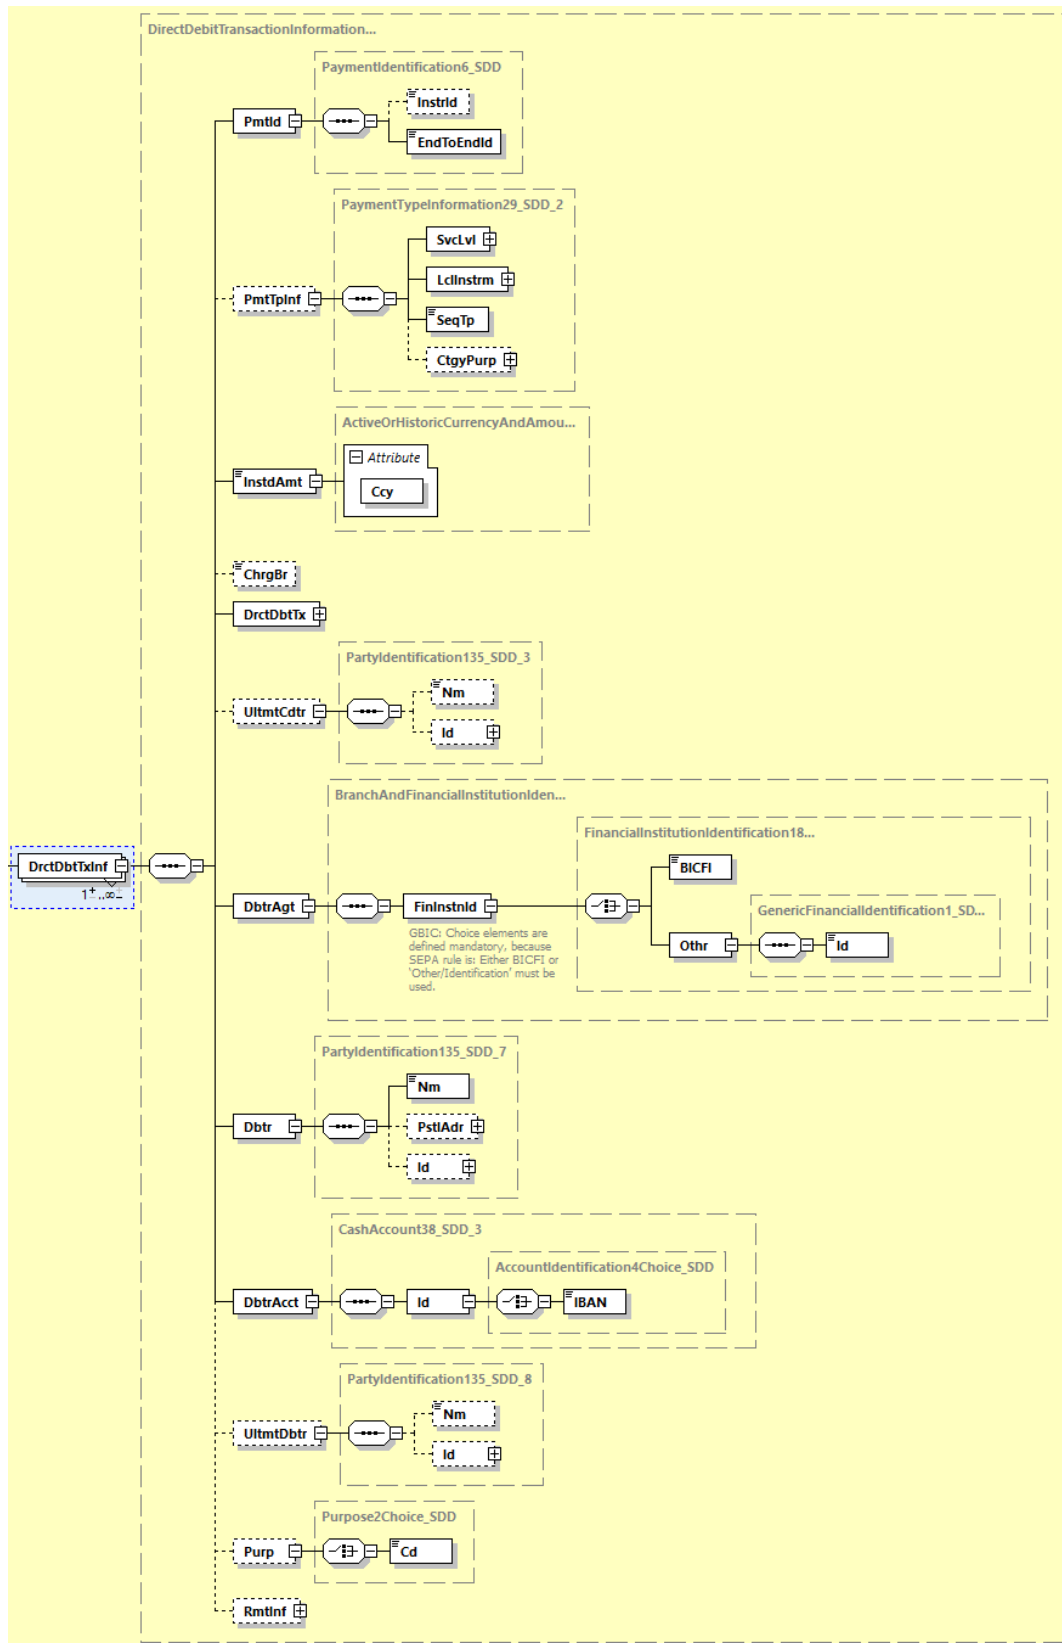 DirectDebitTransactionInformation...
PaymentIdentification6_SDD
InstrId
PmtId
EndToEndId
PaymentTypeInformation29_SDD_2
SvcLvl
LclInstrm
PmtTpInf
SeqTp
CtgyPurp
ActiveOrHistoricCurrencyAndAmou...
Attribute
InstdAmt
Ccy
ChrgBr
DrctDbtTx
PartyIdentification135_SDD_3
Nm
UltmtCdtr
Id
BranchAndFinancialInstitutionIden...
FinancialInstitutionIdentification18...
DrctDbtTxInf
BICFI
1..∞
DbtrAgt
FinInstnId
GenericFinancialIdentification1_SD...
GBIC: Choice elements are
defined mandatory, because
SEPA rule is: Either BICFI or
'Other/Identification' must be
used.
Othr
Id
PartyIdentification135_SDD_7
Nm
Dbtr
PstlAdr
Id
CashAccount38_SDD_3
AccountIdentification4Choice_SDD
DbtrAcct
Id
IBAN
PartyIdentification135_SDD_8
Nm
UltmtDbtr
Id
Purpose2Choice_SDD
Purp
Cd
RmtInf